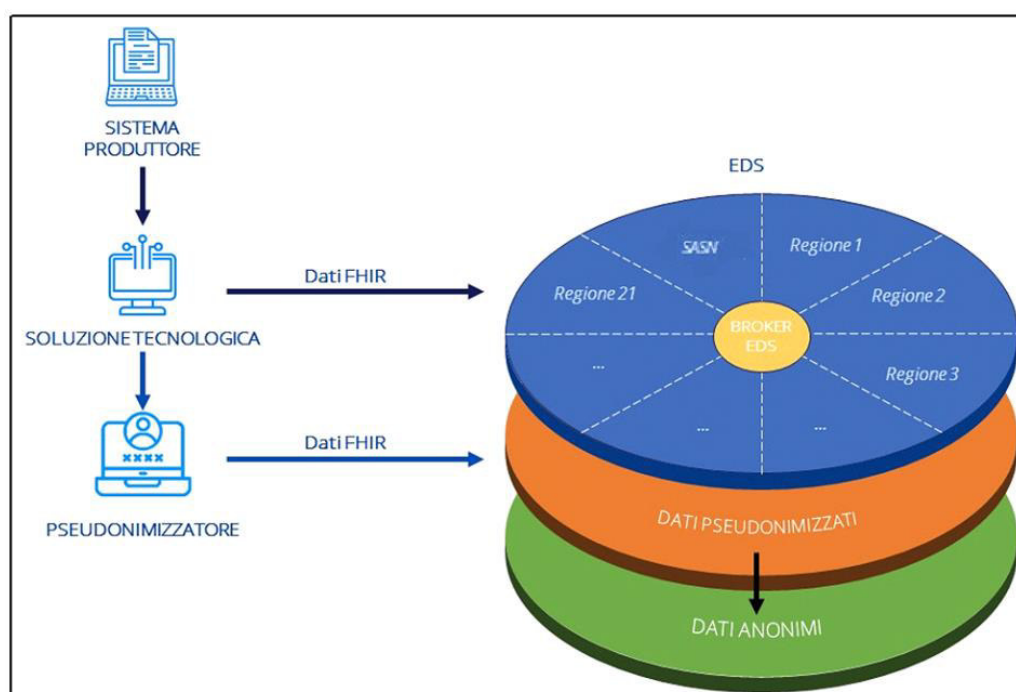 SISTEMA
PRODUTTORE
SOLUZIONE TECNOLOGICA
PSEUDONIMIZZATORE
Dati FHIR
Dati FHIR
EDS
SASN
Regione 1
Regione 21
Regione 2
BROKER
EDS
...
Regione 3
...
...
DATI PSEUDONIMIZZATI
DATI ANONIMI
xxxx